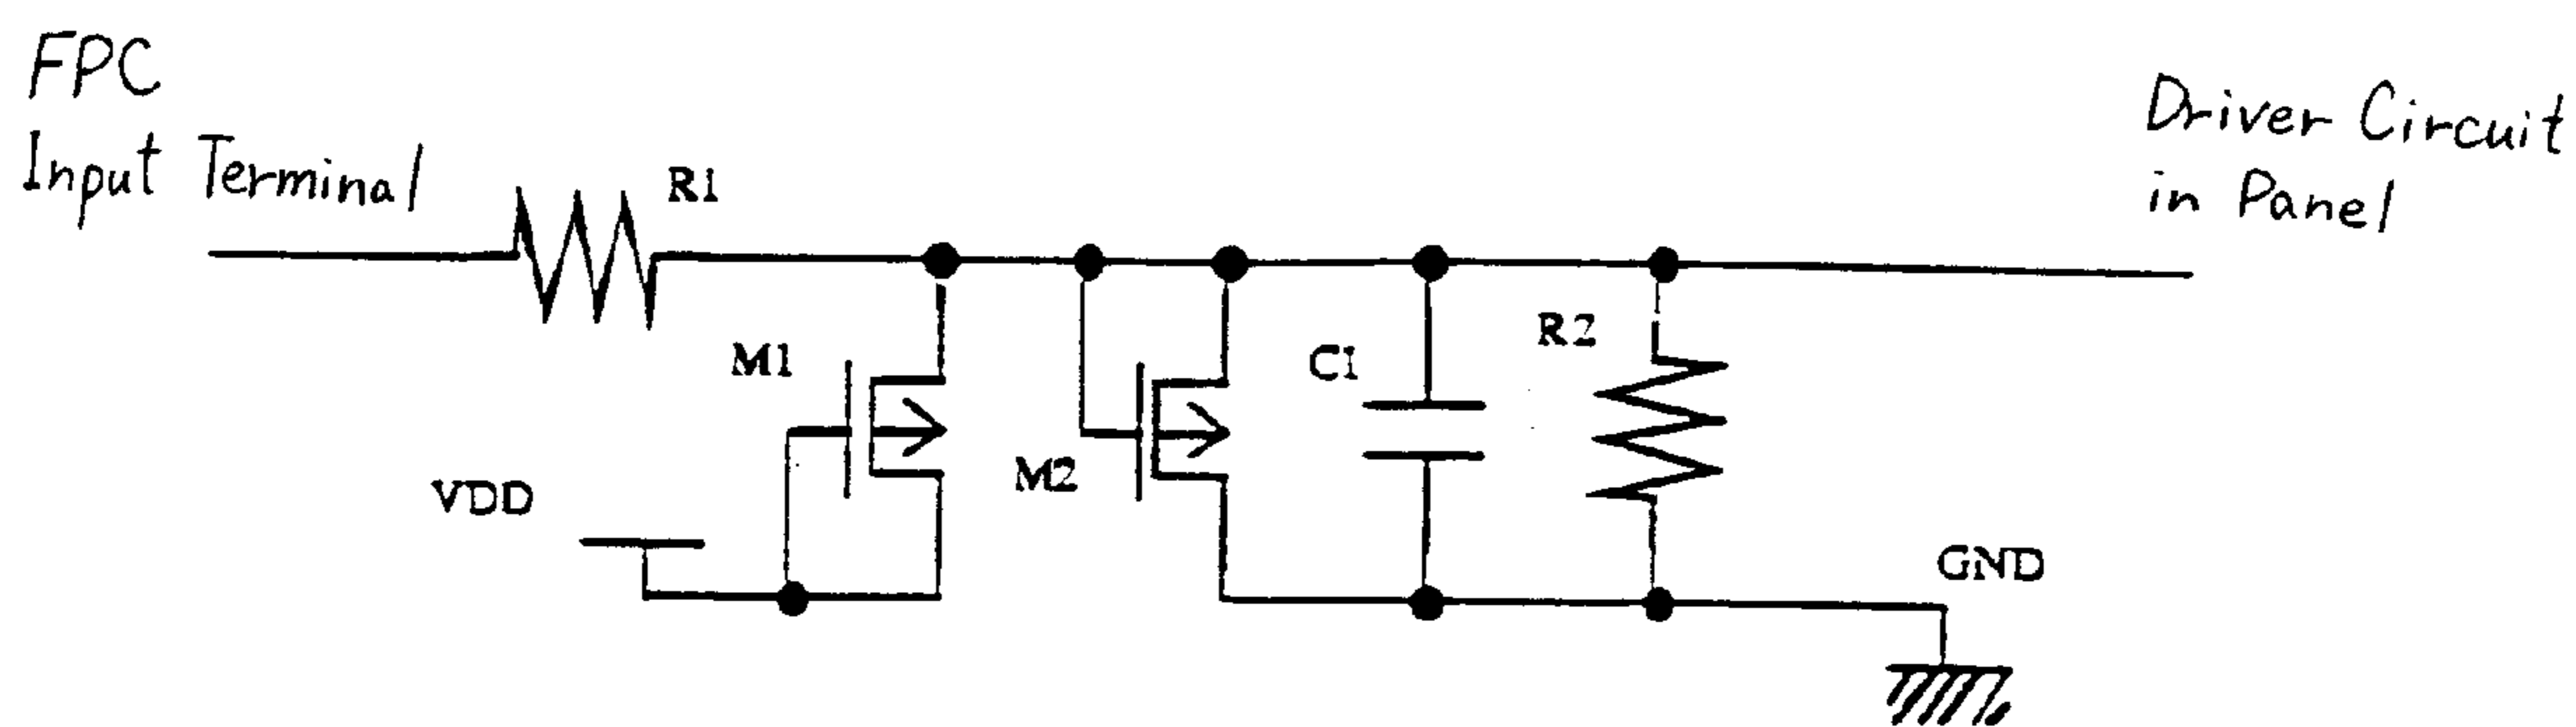 FPC
Input Terminal
Driver Circuit
in Panel
R1
M1
R2
C1
M2
VDD
GND